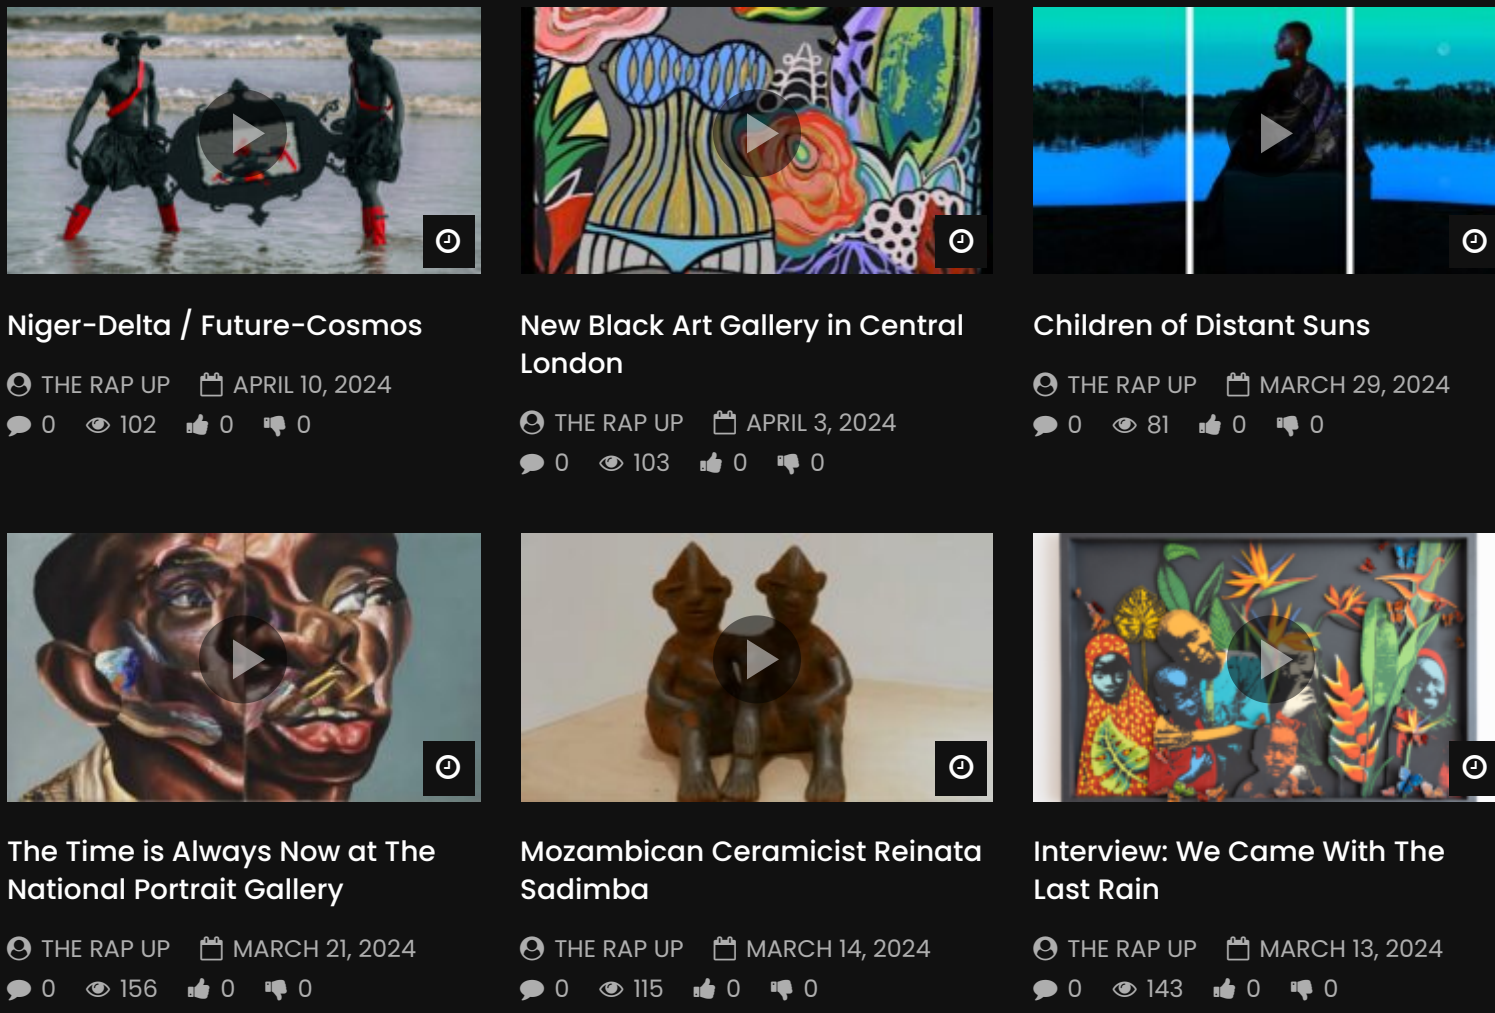 Niger-Delta / Future-Cosmos
THE RAP UP APRIL 10, 2024
0 102 0 0
New Black Art Gallery in Central
London
THE RAP UP APRIL 3, 2024
0 103 0 0
Children of Distant Suns
THE RAP UP MARCH 29, 2024
0 81 0 0
The Time is Always Now at The
National Portrait Gallery
THE RAP UP MARCH 21, 2024
0 156 0 0
Mozambican Ceramicist Reinata
Sadimba
THE RAP UP MARCH 14, 2024
0 115 0 0
Interview: We Came With The
Last Rain
THE RAP UP MARCH 13, 2024
0 143 0 0